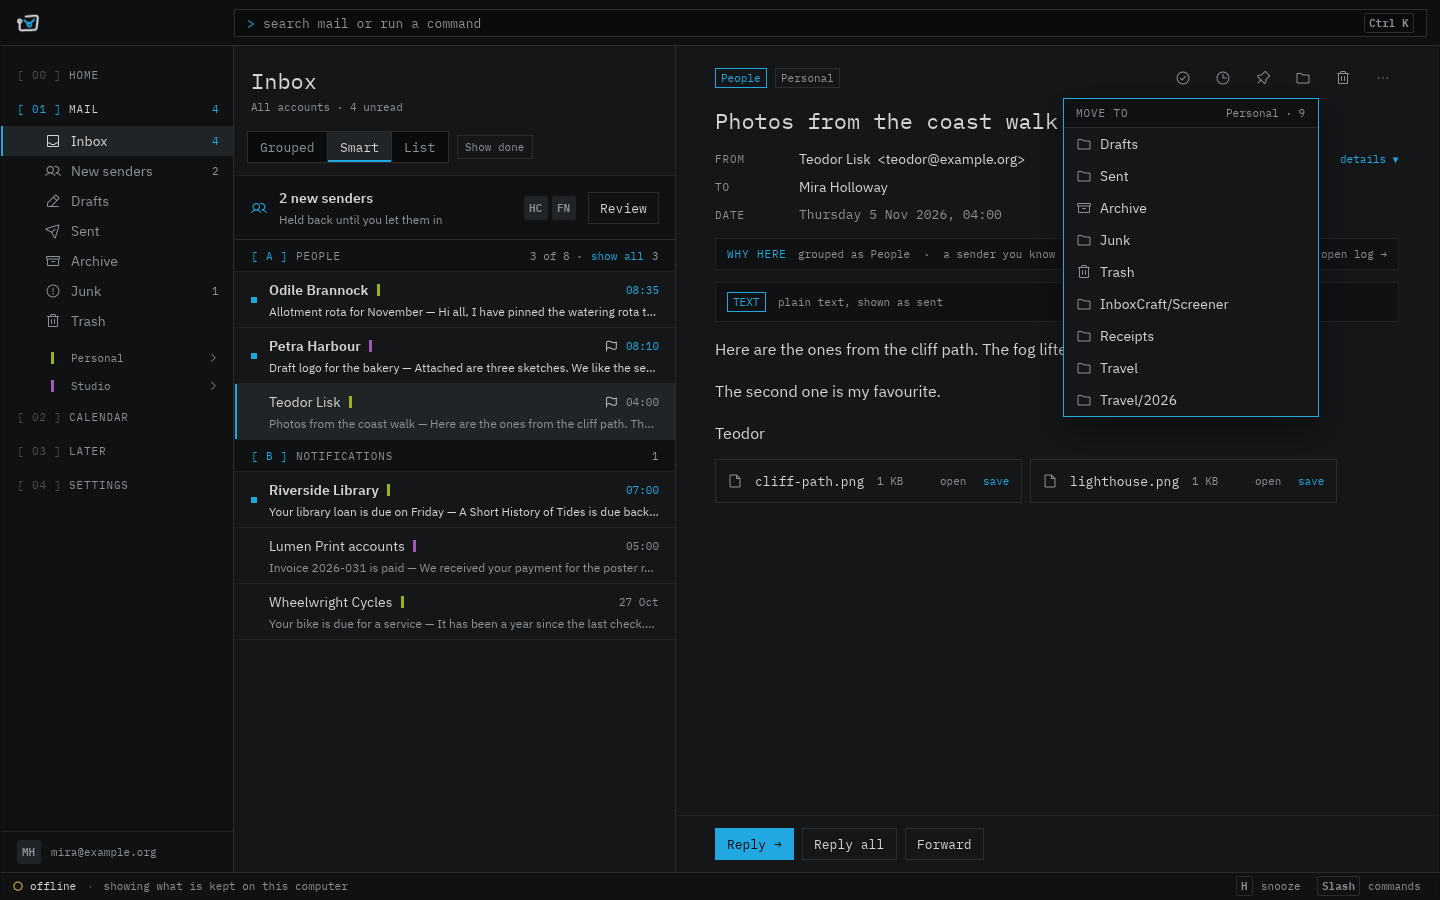 > search mail or run a command
Ctrl K
[ 00 ] HOME
[ 01 ] MAIL 4
Inbox 4
New senders 2
Drafts
Sent
Archive
Junk 1
Trash
Personal
Studio
[ 02 ] CALENDAR
[ 03 ] LATER
[ 04 ] SETTINGS
MH mira@example.org
Inbox
All accounts · 4 unread
Grouped Smart List Show done
2 new senders
Held back until you let them in
HC FN Review
[ A ] PEOPLE 3 of 8 · show all 3
Odile Brannock 08:35
Allotment rota for November — Hi all, I have pinned the watering rota t…
Petra Harbour 08:10
Draft logo for the bakery — Attached are three sketches. We like the se…
Teodor Lisk 04:00
Photos from the coast walk — Here are the ones from the cliff path. Th…
[ B ] NOTIFICATIONS 1
Riverside Library 07:00
Your library loan is due on Friday — A Short History of Tides is due back…
Lumen Print accounts 05:00
Invoice 2026-031 is paid — We received your payment for the poster r…
Wheelwright Cycles 27 Oct
Your bike is due for a service — It has been a year since the last check.…
People Personal
Photos from the coast walk
FROM Teodor Lisk <teodor@example.org> details ▾
TO Mira Holloway
DATE Thursday 5 Nov 2026, 04:00
WHY HERE grouped as People · a sender you know open log →
TEXT plain text, shown as sent
Here are the ones from the cliff path. The fog lifte
The second one is my favourite.
Teodor
cliff-path.png 1 KB open save
lighthouse.png 1 KB open save
MOVE TO Personal · 9
Drafts
Sent
Archive
Junk
Trash
InboxCraft/Screener
Receipts
Travel
Travel/2026
Reply → Reply all Forward
offline · showing what is kept on this computer
H snooze Slash commands